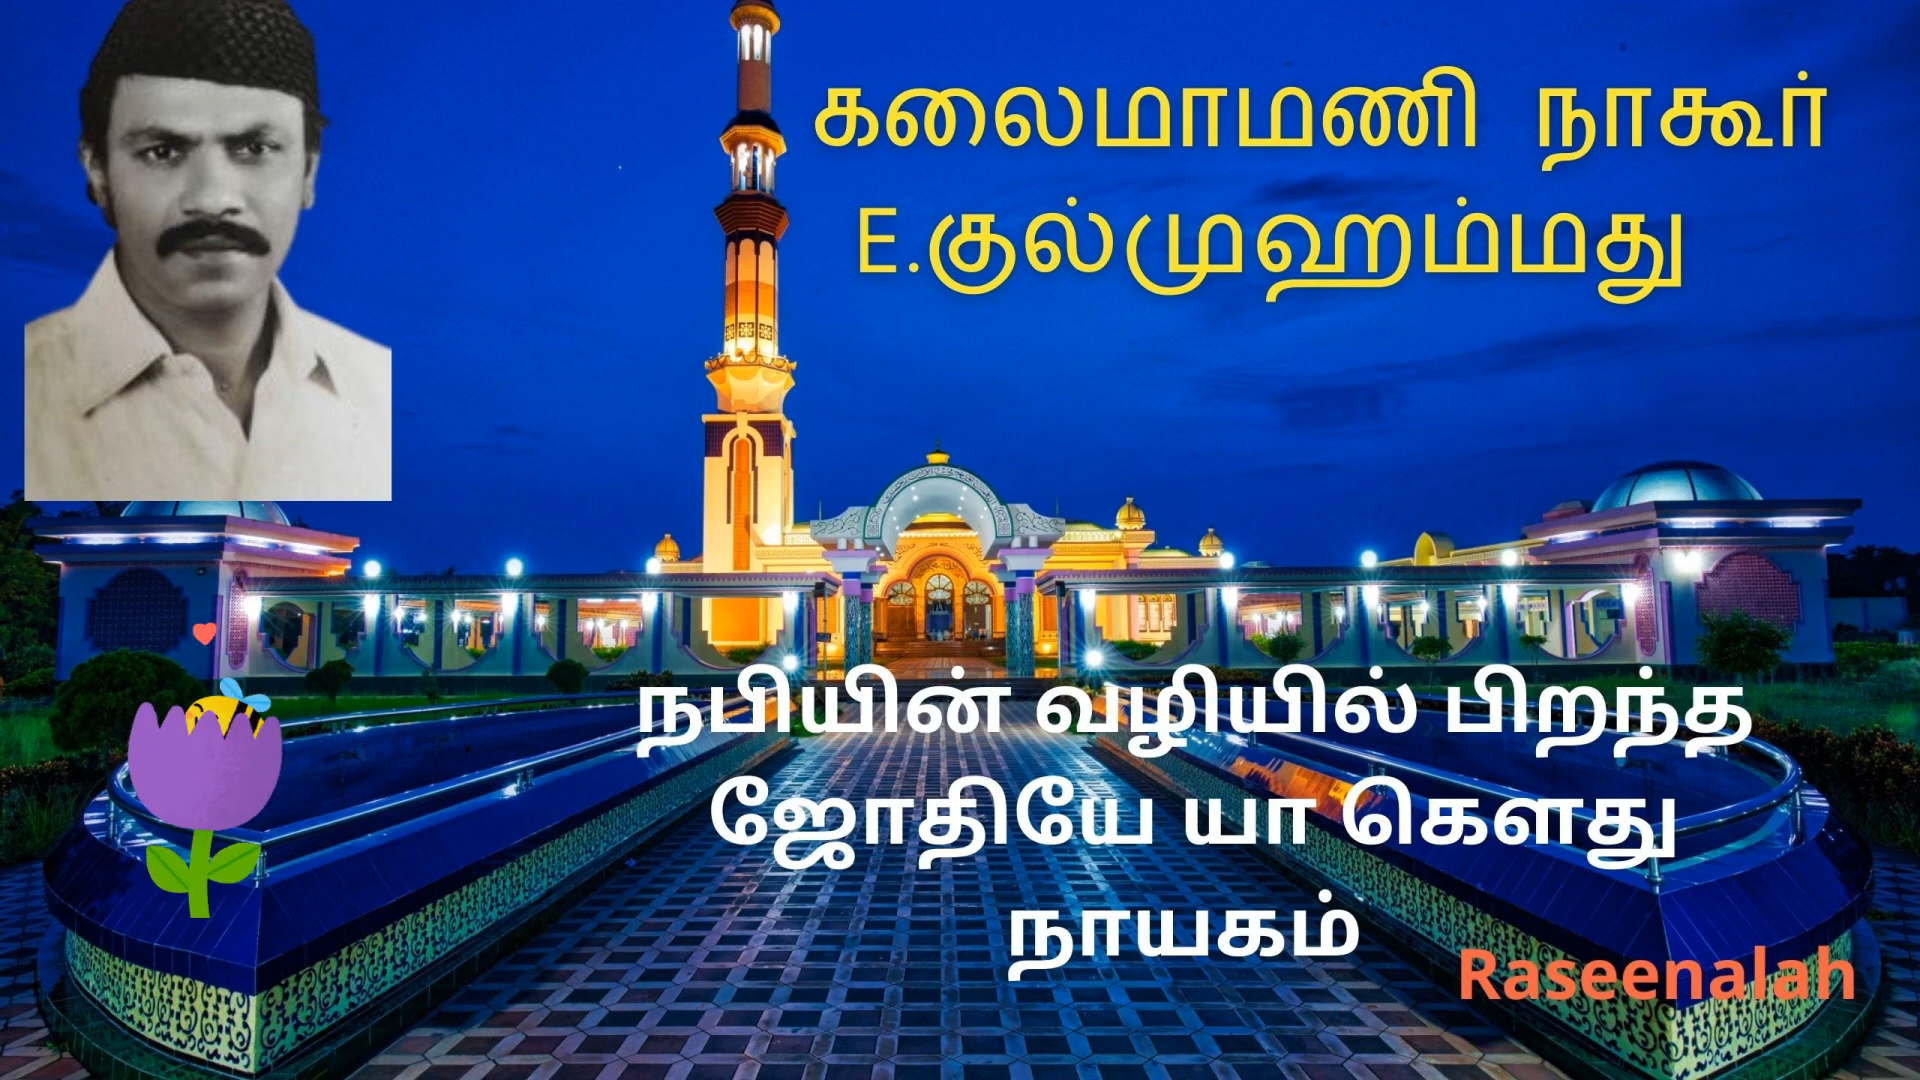 கலைமாமணி நாகூர்
E.குல்முஹம்மது
நபியின் வழியில் பிறந்த
ஜோதியே யா கௌது
நாயகம்
Raseenalah